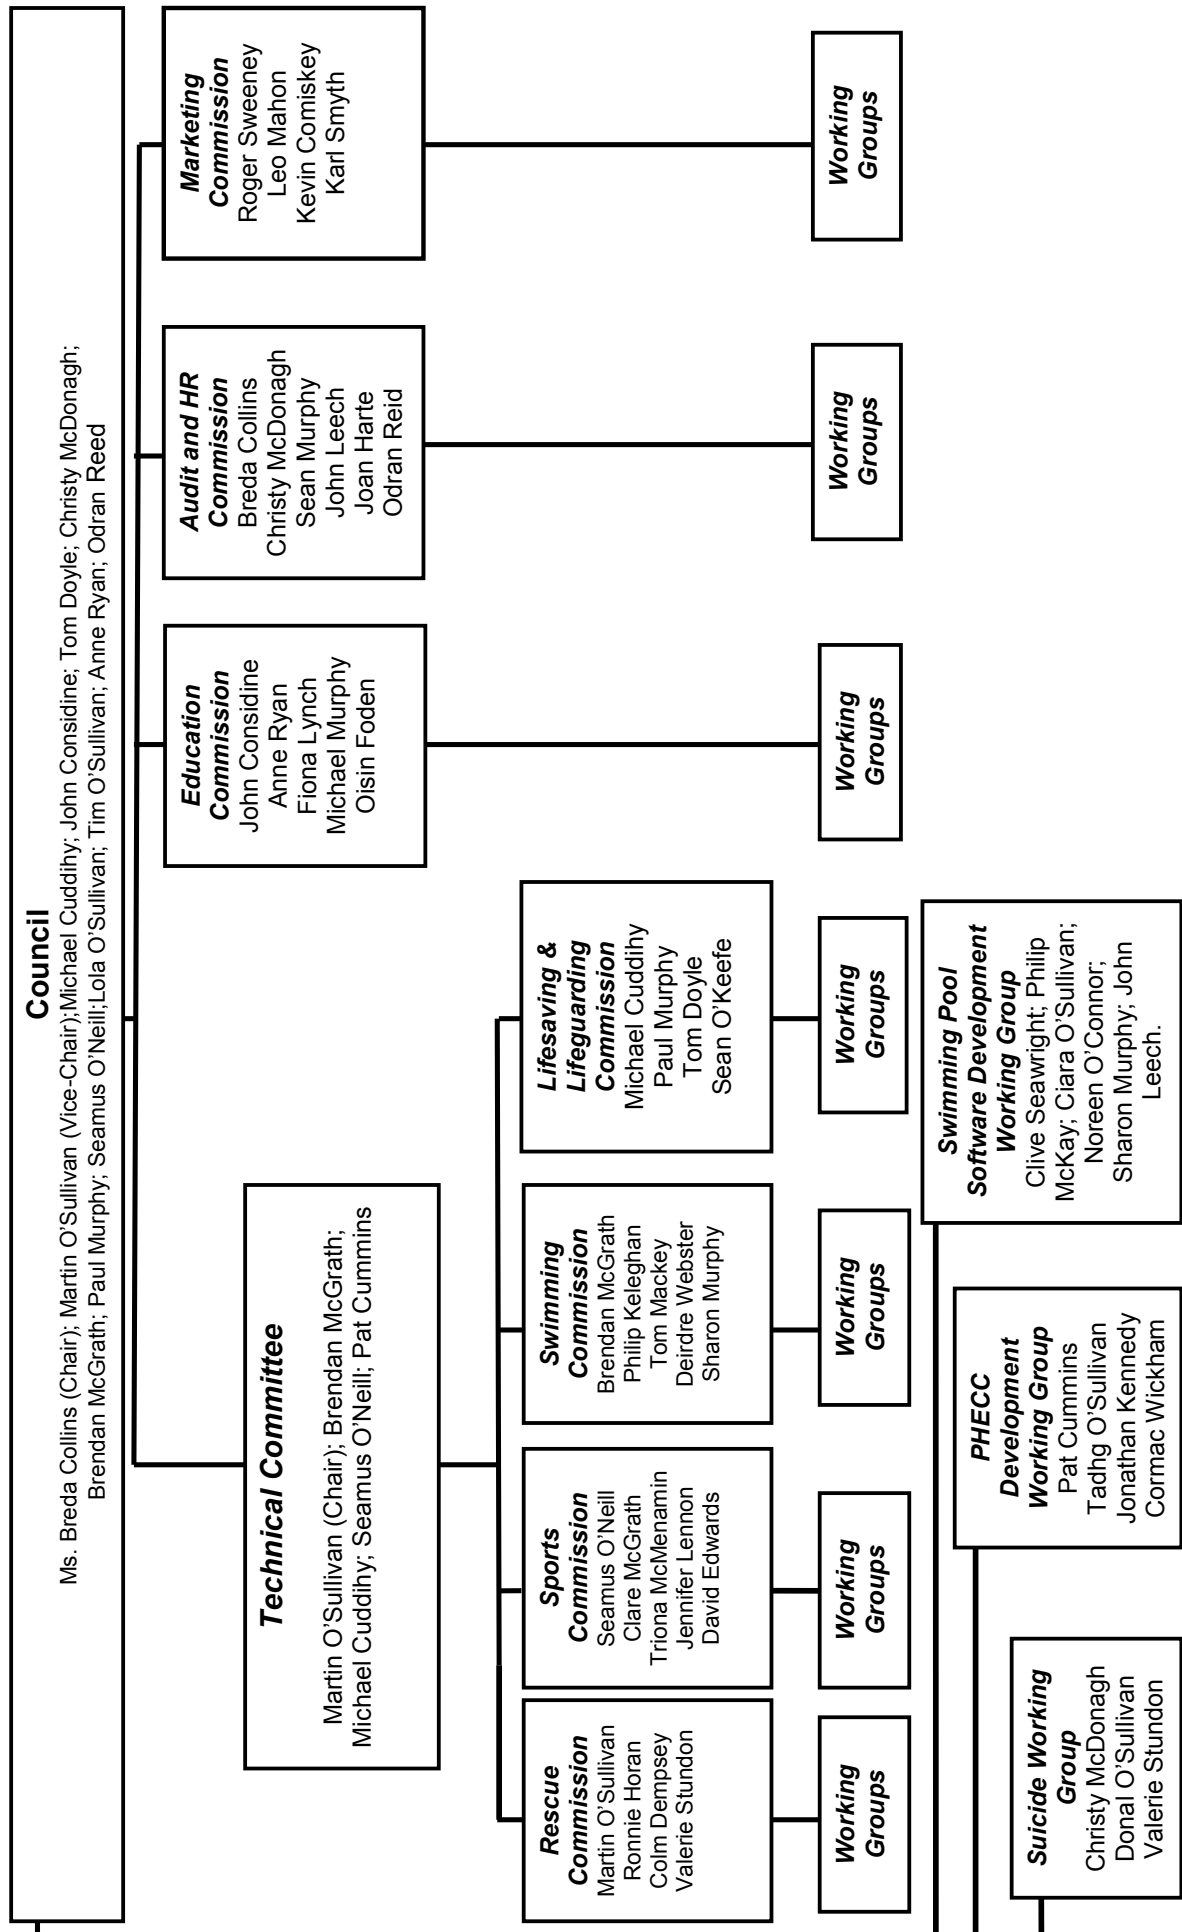 Council
Ms. Breda Collins (Chair); Martin O'Sullivan (Vice-Chair);Michael Cuddihy; John Considine; Tom Doyle; Christy McDonagh;
Brendan McGrath; Paul Murphy; Seamus O'Neill;Lola O'Sullivan; Tim O'Sullivan; Anne Ryan; Odran Reed
Technical Committee
Martin O'Sullivan (Chair); Brendan McGrath;
Michael Cuddihy; Seamus O'Neill; Pat Cummins
Education
Commission
John Considine
Anne Ryan
Fiona Lynch
Michael Murphy
Oisin Foden
Audit and HR
Commission
Breda Collins
Christy McDonagh
Sean Murphy
John Leech
Joan Harte
Odran Reid
Marketing
Commission
Roger Sweeney
Leo Mahon
Kevin Comiskey
Karl Smyth
Rescue
Commission
Martin O'Sullivan
Ronnie Horan
Colm Dempsey
Valerie Stundon
Sports
Commission
Seamus O'Neill
Clare McGrath
Triona McMenamin
Jennifer Lennon
David Edwards
Swimming
Commission
Brendan McGrath
Philip Keleghan
Tom Mackey
Deirdre Webster
Sharon Murphy
Lifesaving &
Lifeguarding
Commission
Michael Cuddihy
Paul Murphy
Tom Doyle
Sean O'Keefe
Working
Groups
Working
Groups
Working
Groups
Working
Groups
Working
Groups
Working
Groups
Working
Groups
Suicide Working
Group
Christy McDonagh
Donal O'Sullivan
Valerie Stundon
PHECC
Development
Working Group
Pat Cummins
Tadhg O'Sullivan
Jonathan Kennedy
Cormac Wickham
Swimming Pool
Software Development
Working Group
Clive Seawright; Philip
McKay; Ciara O'Sullivan;
Noreen O'Connor;
Sharon Murphy; John
Leech.